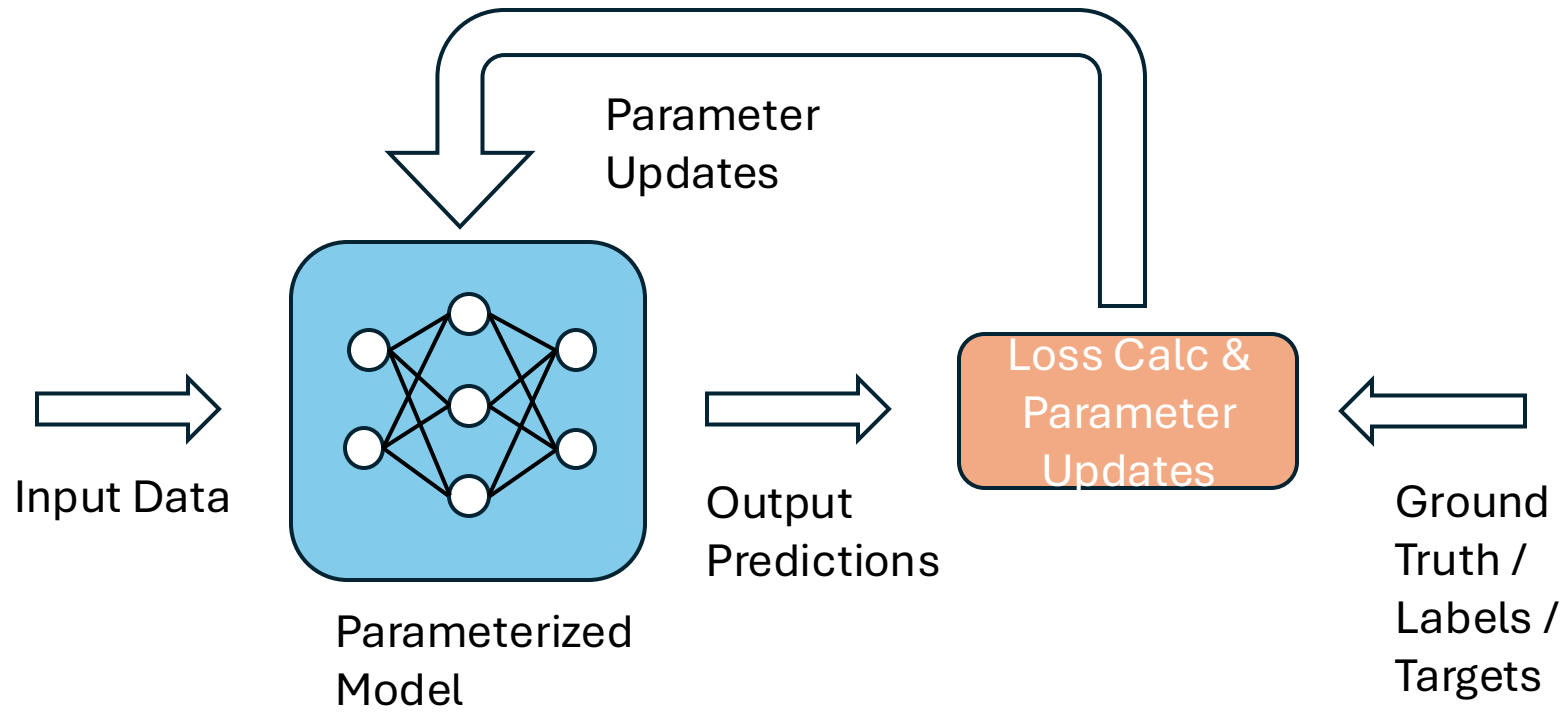 Parameter
Updates
Input Data
Parameterized
Model
Output
Predictions
Loss Calc &
Parameter
Updates
Ground
Truth /
Labels /
Targets